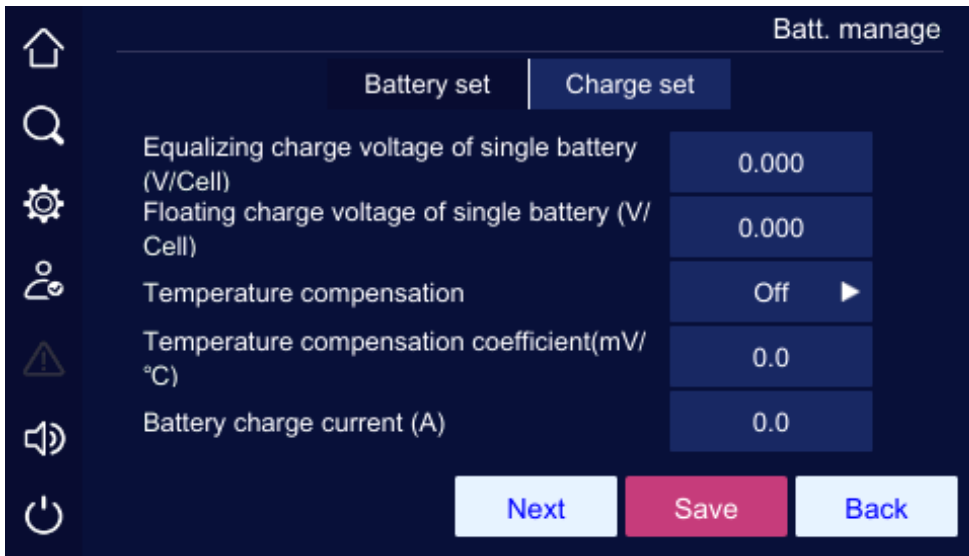 Batt. manage
Battery set
Charge set
Equalizing charge voltage of single battery
(V/Cell)
0.000
Floating charge voltage of single battery (V/
Cell)
0.000
Temperature compensation
Off
Temperature compensation coefficient(mV/
°C)
0.0
Battery charge current (A)
0.0
Next
Save
Back